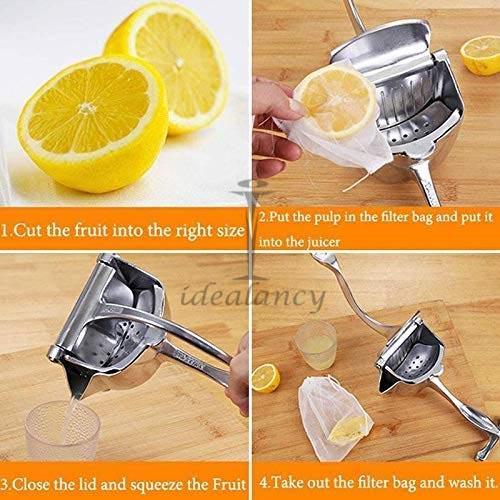 1.Cut the fruit into the right size
2.Put the pulp in the filter bag and put it
into the juicer
idealancy
3.Close the lid and squeeze the Fruit
4.Take out the filter bag and wash it.